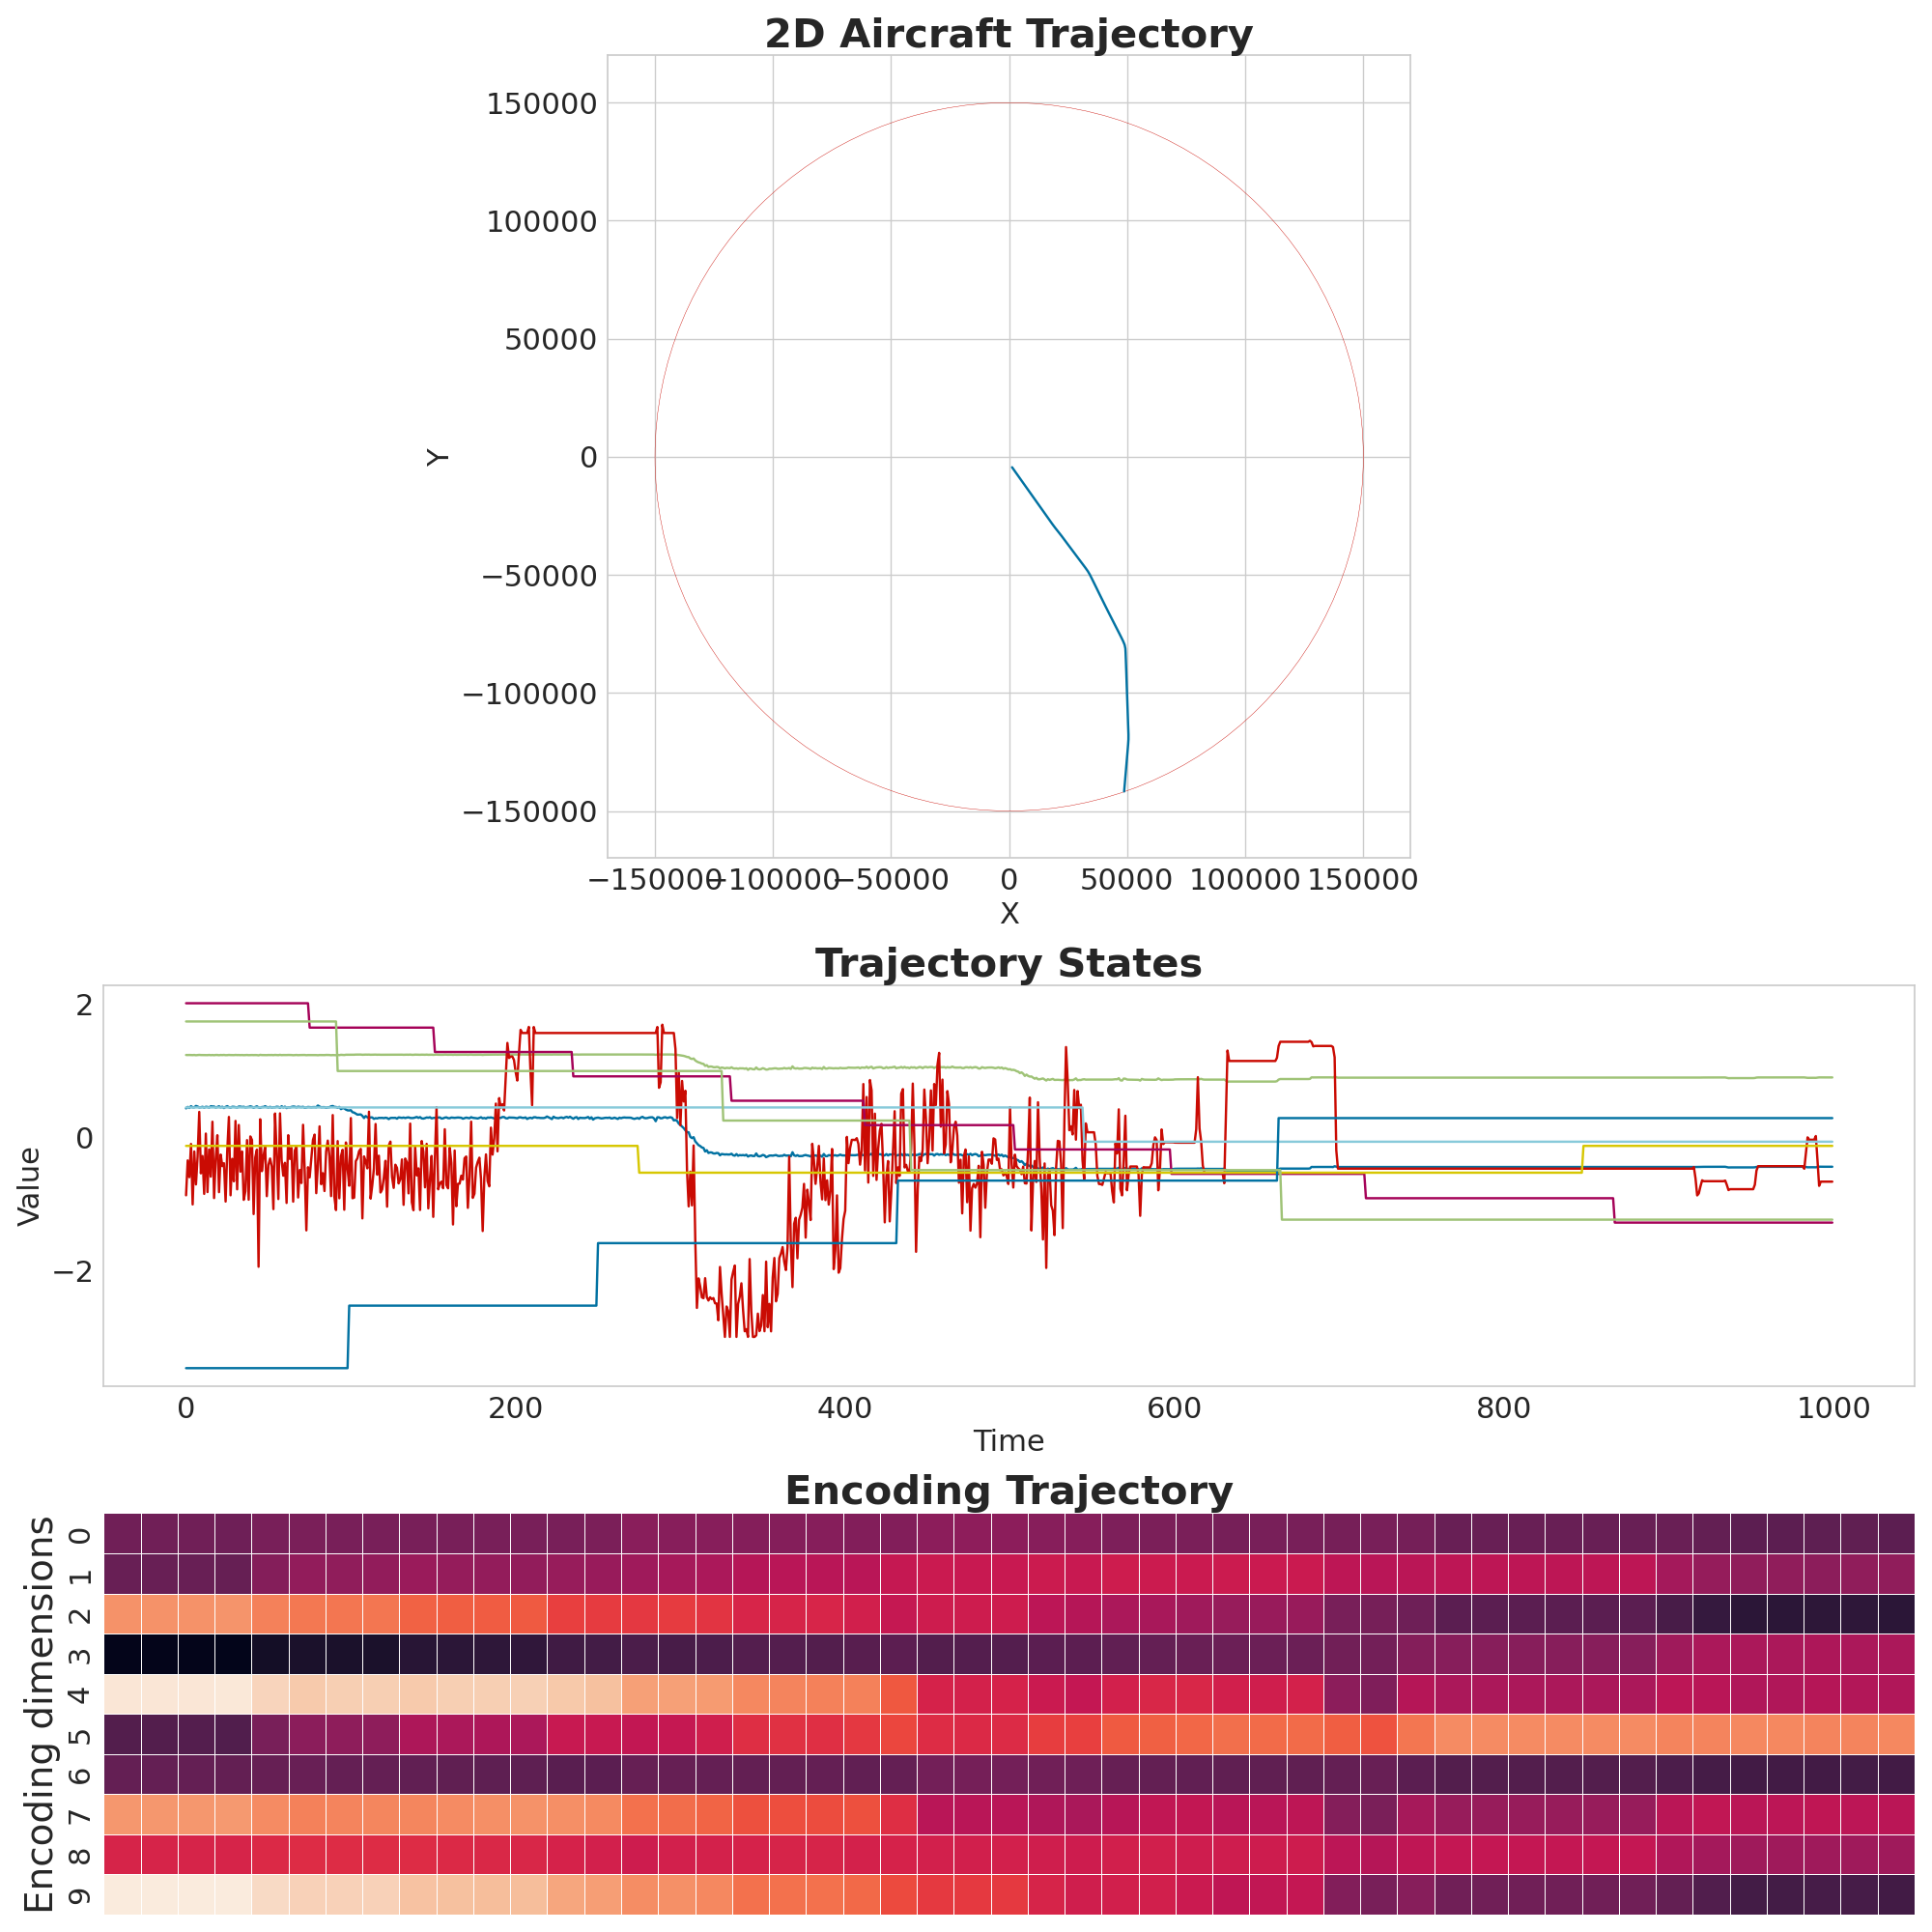 2D Aircraft Trajectory
150000
100000
50000
0
−50000
−100000
−150000
Y
−150000 −100000 −50000 0 50000 100000 150000
X
Trajectory States
2
0
−2
Value
0 200 400 600 800 1000
Time
Encoding Trajectory
Encoding dimensions
0
1
2
3
4
5
6
7
8
9